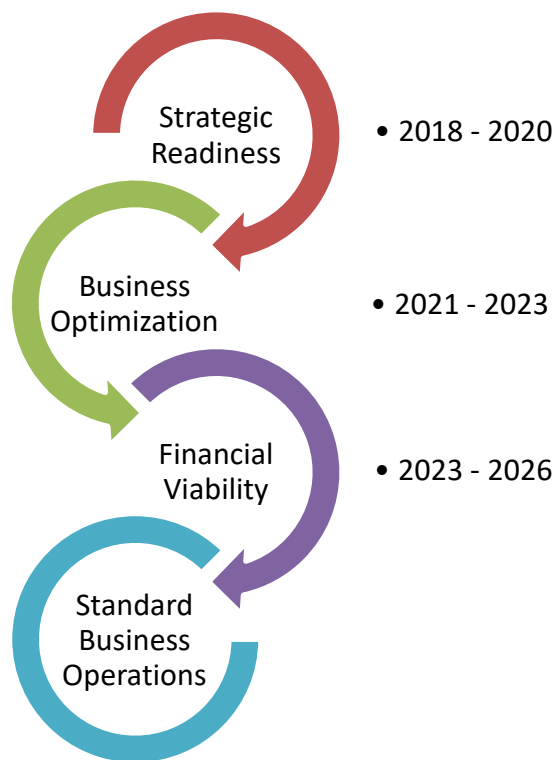 Strategic
Readiness
• 2018 - 2020
Business
Optimization
• 2021 - 2023
Financial
Viability
• 2023 - 2026
Standard
Business
Operations